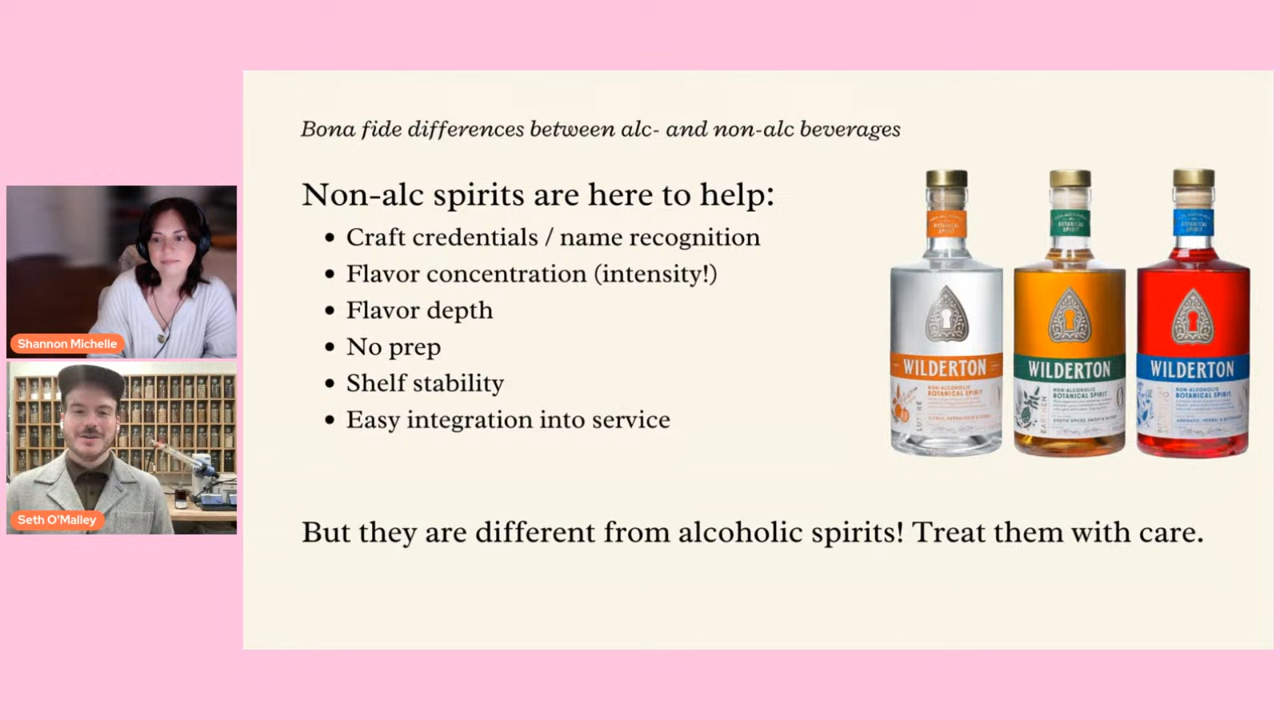 Bona fide differences between alc- and non-alc beverages
Non-alc spirits are here to help:
• Craft credentials / name recognition
• Flavor concentration (intensity!)
• Flavor depth
• No prep
• Shelf stability
• Easy integration into service
But they are different from alcoholic spirits! Treat them with care.
WILDERTON
NON-ALCOHOLIC
BOTANICAL SPIRIT
LUSTRE
WILDERTON
NON-ALCOHOLIC
BOTANICAL SPIRIT
EARTHEN
WILDERTON
NON-ALCOHOLIC
BOTANICAL SPIRIT
Shannon Michelle
Seth O'Malley